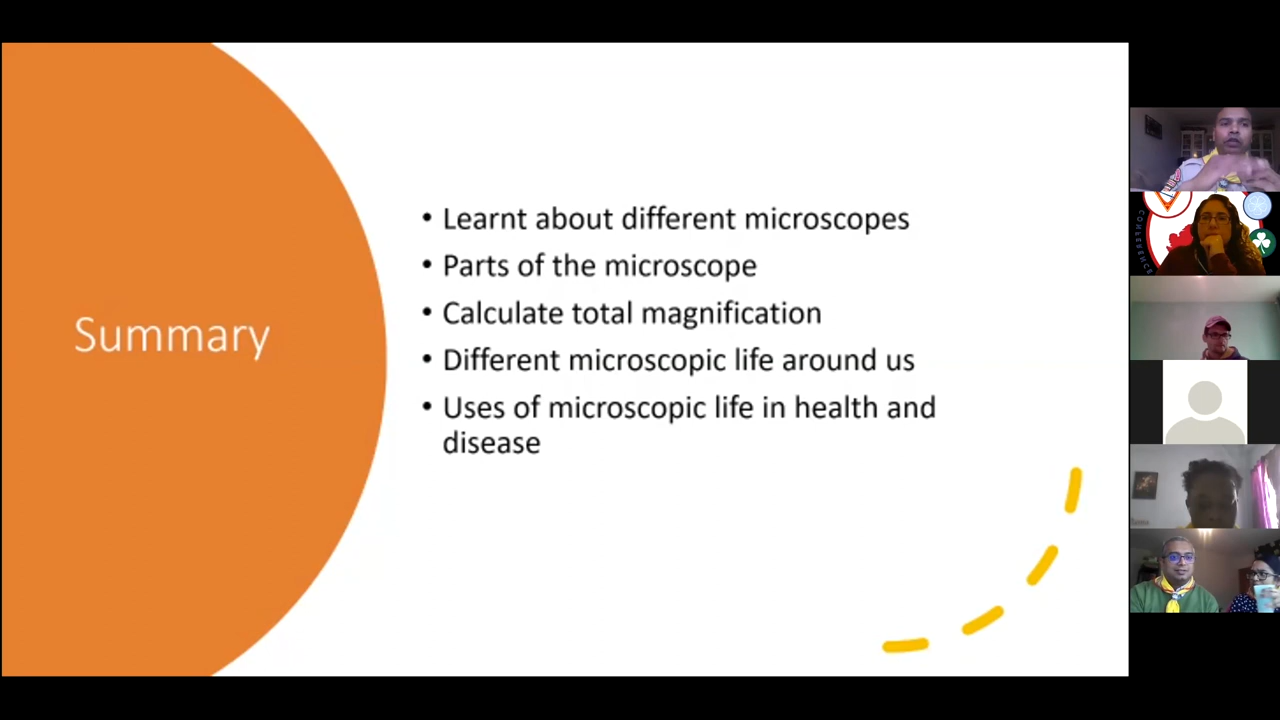 Summary
• Learnt about different microscopes
• Parts of the microscope
• Calculate total magnification
• Different microscopic life around us
• Uses of microscopic life in health and
disease
CONFERENCE